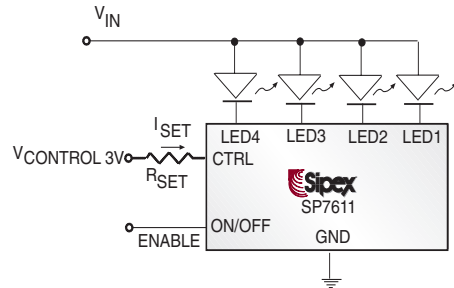 VIN
LED4 LED3 LED2 LED1
ISET
VCONTROL 3V
CTRL
RSET
Sipex
SP7611
ON/OFF
ENABLE
GND